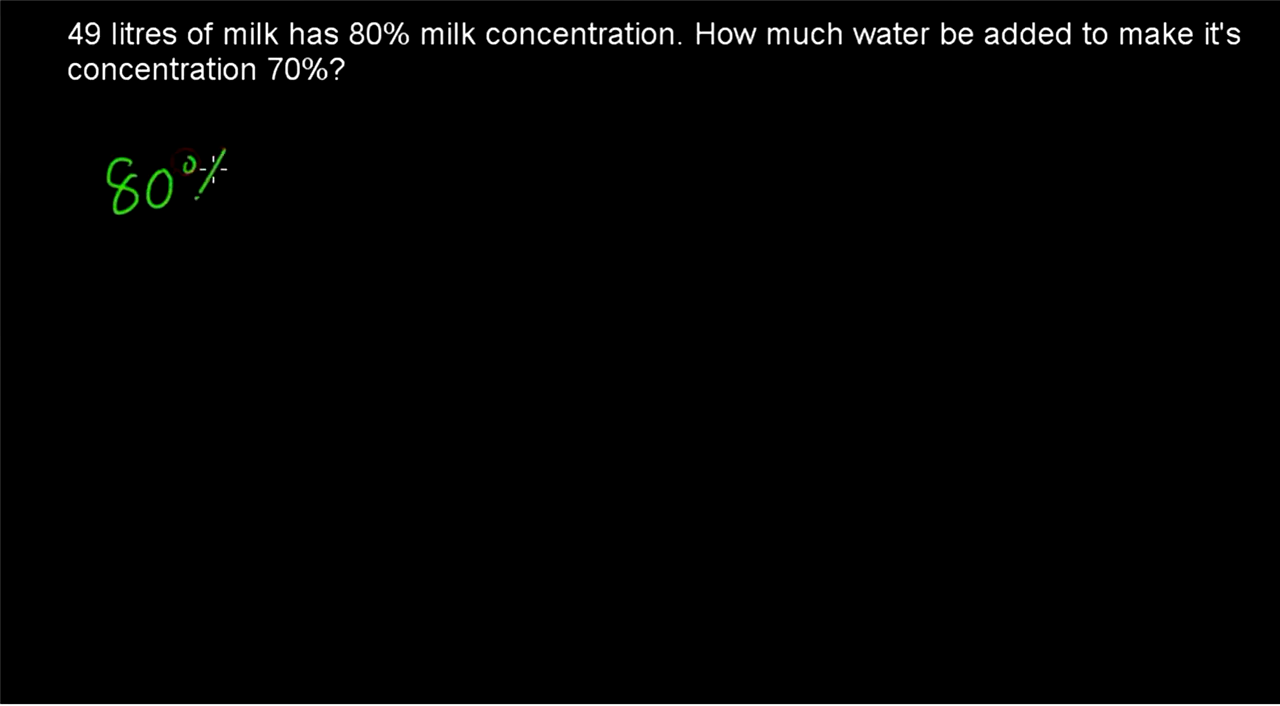 49 litres of milk has 80% milk concentration. How much water be added to make it's
concentration 70%?
80%